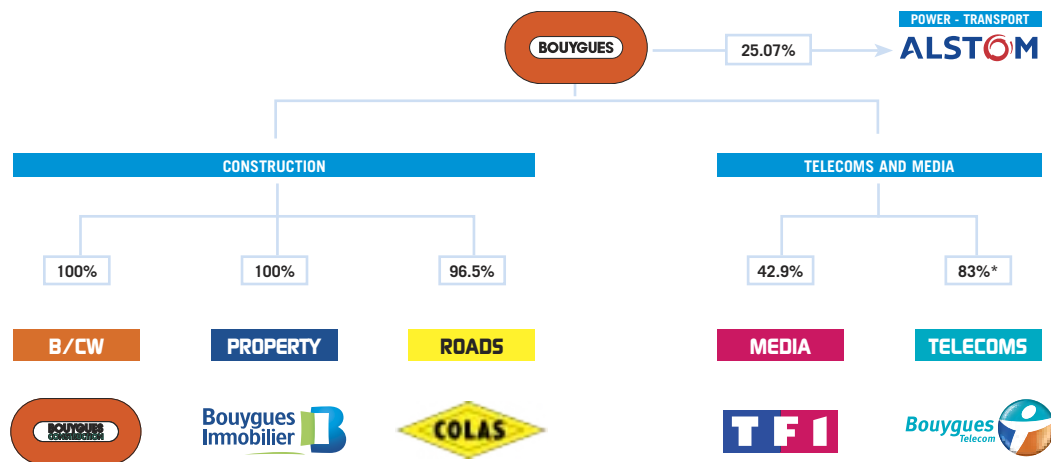 POWER - TRANSPORT
BOUYGUES
25.07%
ALSTOM
CONSTRUCTION
TELECOMS AND MEDIA
100%
100%
96.5%
42.9%
83%*
B/CW
PROPERTY
ROADS
MEDIA
TELECOMS
BOUYGUES
CONSTRUCTION
Bouygues
Immobilier
COLAS
TF1
Bouygues
Telecom